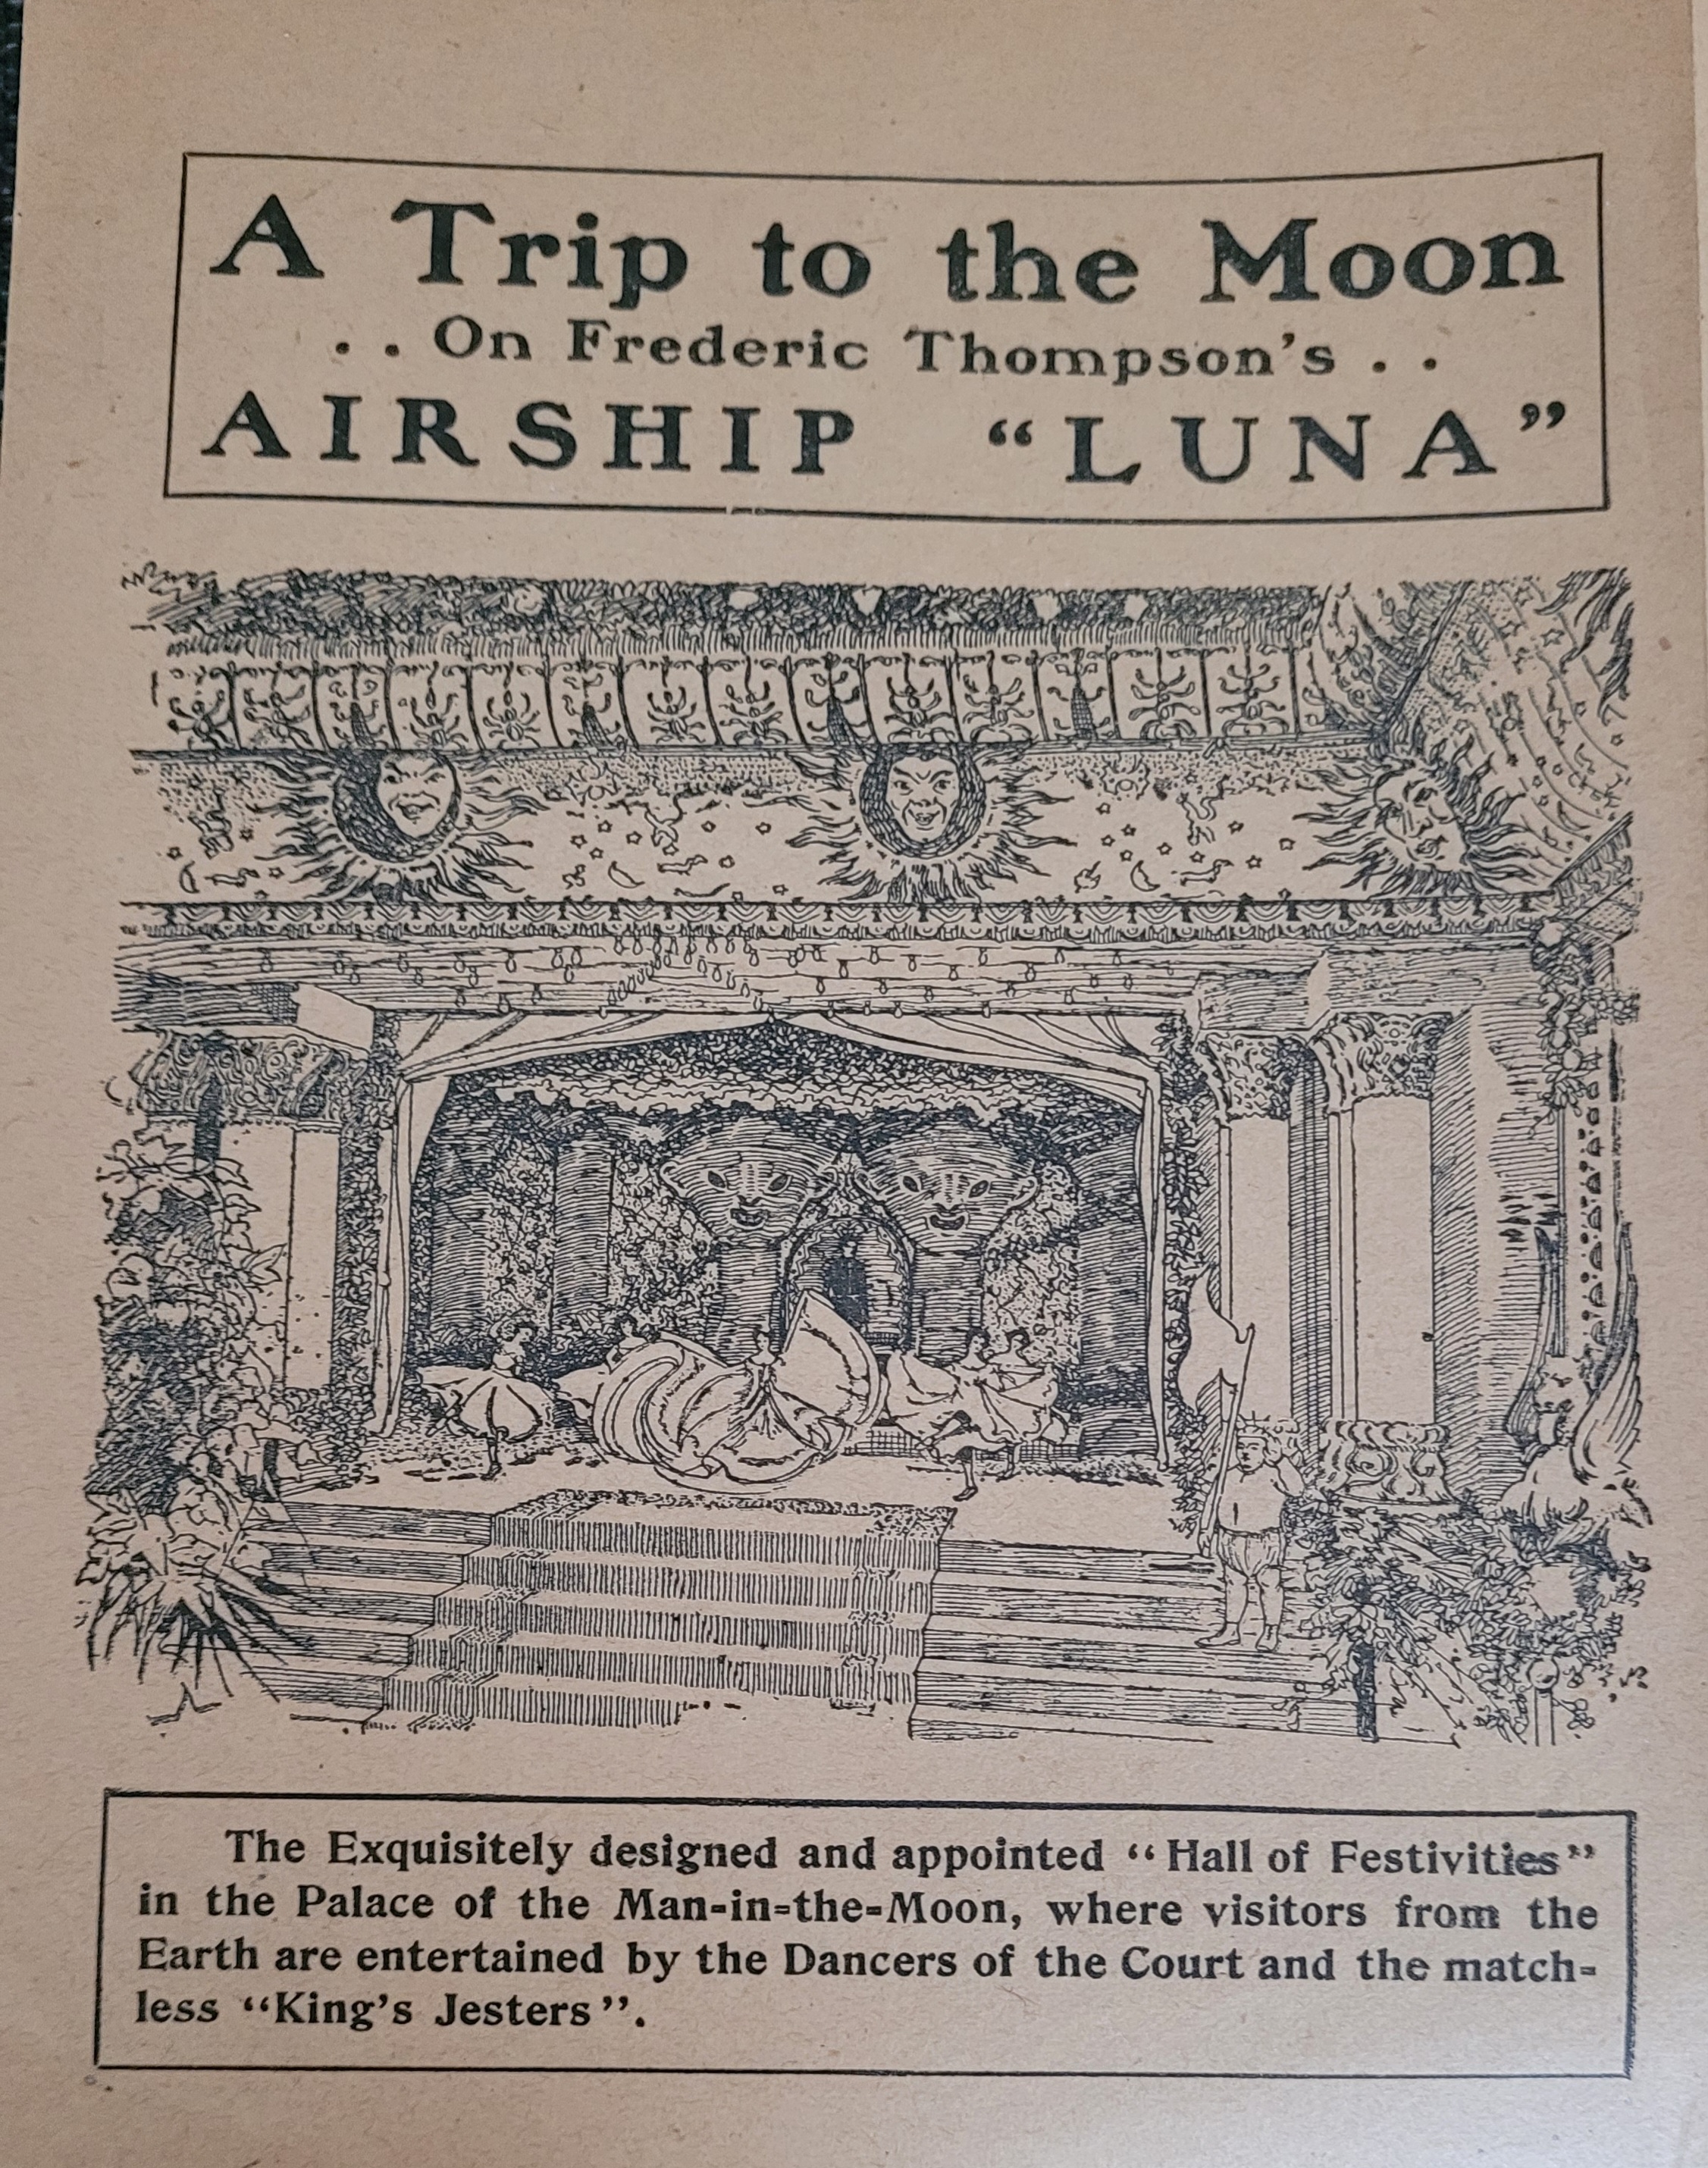 A Trip to the Moon
. . On Frederic Thompson's . .
AIRSHIP “LUNA”
The Exquisitely designed and appointed “Hall of Festivities”
in the Palace of the Man-in-the-Moon, where visitors from the
Earth are entertained by the Dancers of the Court and the match-
less “King's Jesters”.